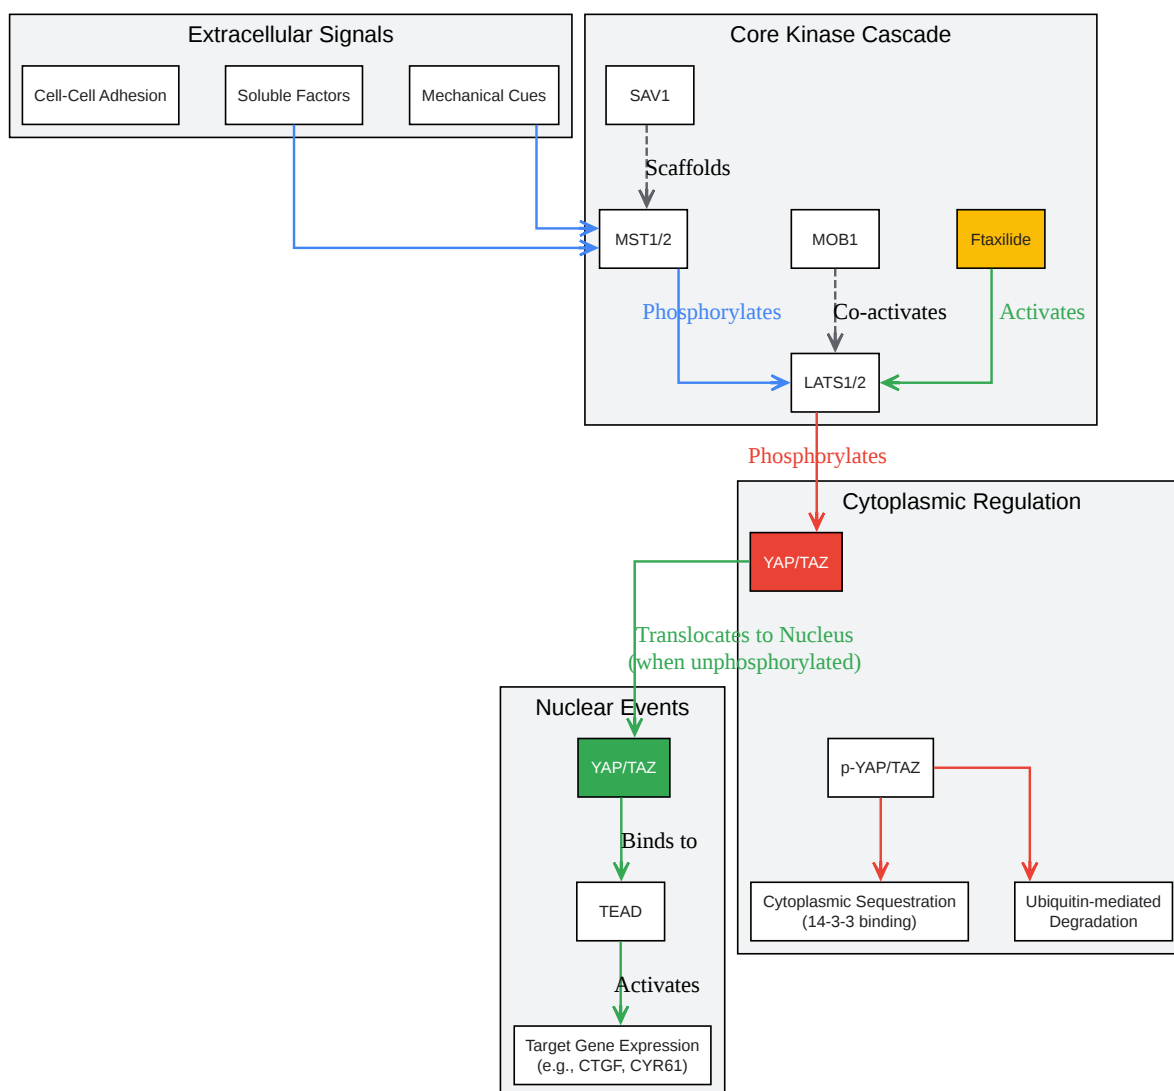 Extracellular Signals
Core Kinase Cascade
Cell-Cell Adhesion
Soluble Factors
Mechanical Cues
SAV1
Scaffolds
MST1/2
MOB1
Ftaxilide
Phosphorylates
Co-activates
Activates
LATS1/2
Phosphorylates
Cytoplasmic Regulation
YAP/TAZ
Translocates to Nucleus
(when unphosphorylated)
Nuclear Events
YAP/TAZ
p-YAP/TAZ
Binds to
TEAD
Cytoplasmic Sequestration
(14-3-3 binding)
Ubiquitin-mediated
Degradation
Activates
Target Gene Expression
(e.g., CTGF, CYR61)